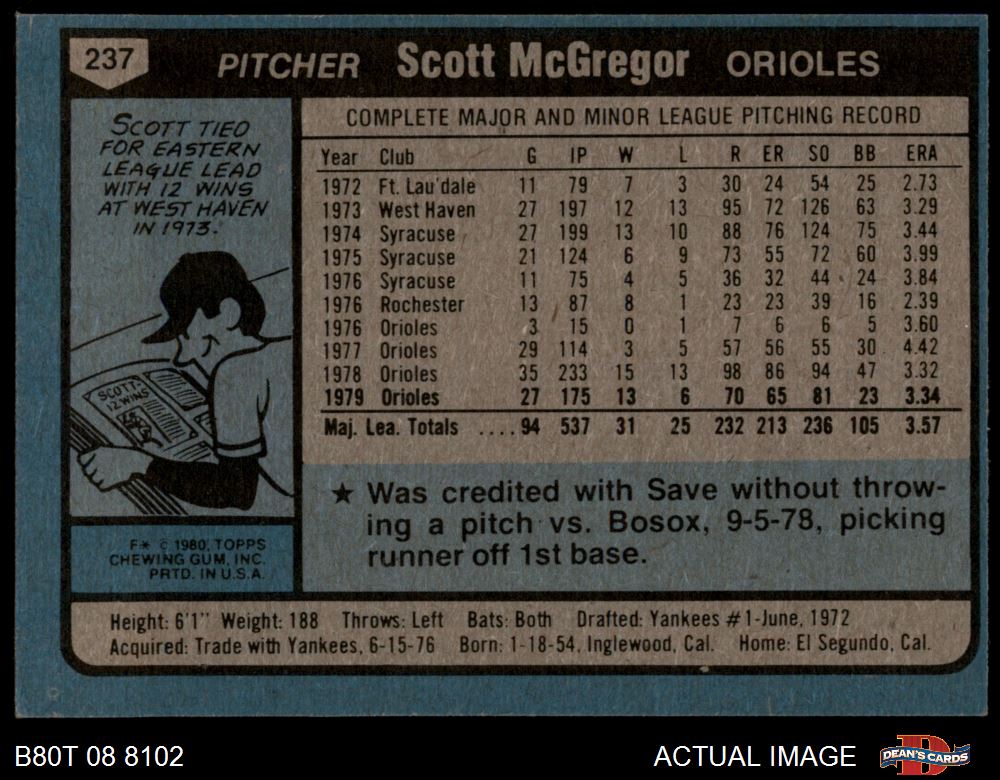 237 PITCHER Scott McGregor ORIOLES
SCOTT TIED
FOR EASTERN
LEAGUE LEAD
WITH 12 WINS
AT WEST HAVEN
IN 1973.
SCOTT:
12 WINS
F* © 1980, TOPPS
CHEWING GUM, INC.
PRTD. IN U.S.A.
COMPLETE MAJOR AND MINOR LEAGUE PITCHING RECORD
Year Club G IP W L R ER SO BB ERA
1972 Ft. Lau'dale 11 79 7 3 30 24 54 25 2.73
1973 West Haven 27 197 12 13 95 72 126 63 3.29
1974 Syracuse 27 199 13 10 88 76 124 75 3.44
1975 Syracuse 21 124 6 9 73 55 72 60 3.99
1976 Syracuse 11 75 4 5 36 32 44 24 3.84
1976 Rochester 13 87 8 1 23 23 39 16 2.39
1976 Orioles 3 15 0 1 7 6 6 5 3.60
1977 Orioles 29 114 3 5 57 56 55 30 4.42
1978 Orioles 35 233 15 13 98 86 94 47 3.32
1979 Orioles 27 175 13 6 70 65 81 23 3.34
Maj. Lea. Totals ....94 537 31 25 232 213 236 105 3.57
★ Was credited with Save without throw-
ing a pitch vs. Bosox, 9-5-78, picking
runner off 1st base.
Height: 6'1" Weight: 188 Throws: Left Bats: Both Drafted: Yankees #1-June, 1972
Acquired: Trade with Yankees, 6-15-76 Born: 1-18-54, Inglewood, Cal. Home: El Segundo, Cal.
B80T 08 8102 ACTUAL IMAGE DEAN'S CARDS